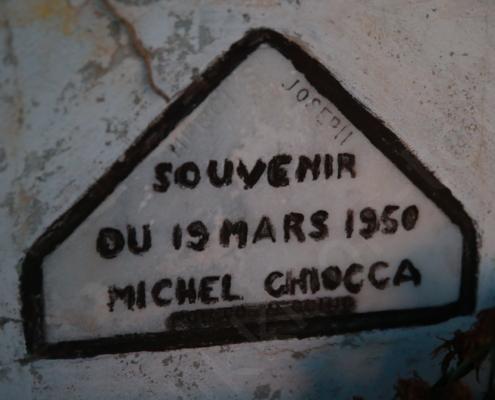 JOSEPH
SOUVENIR
DU 19 MARS 1950
MICHEL CHIOCCA